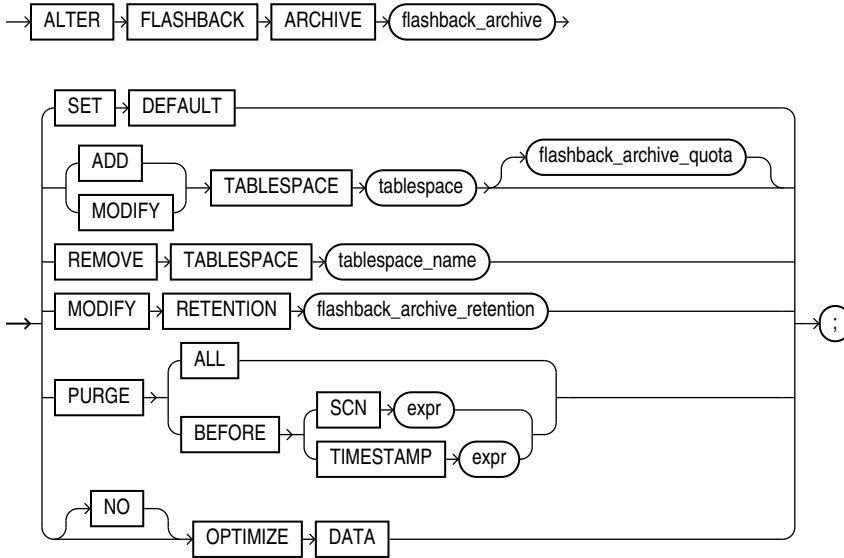 ALTER FLASHBACK ARCHIVE flashback_archive
SET DEFAULT
flashback_archive_quota
ADD
TABLESPACE tablespace
MODIFY
REMOVE TABLESPACE tablespace_name
MODIFY RETENTION flashback_archive_retention
;
ALL
PURGE
SCN expr
BEFORE
TIMESTAMP expr
NO
OPTIMIZE DATA